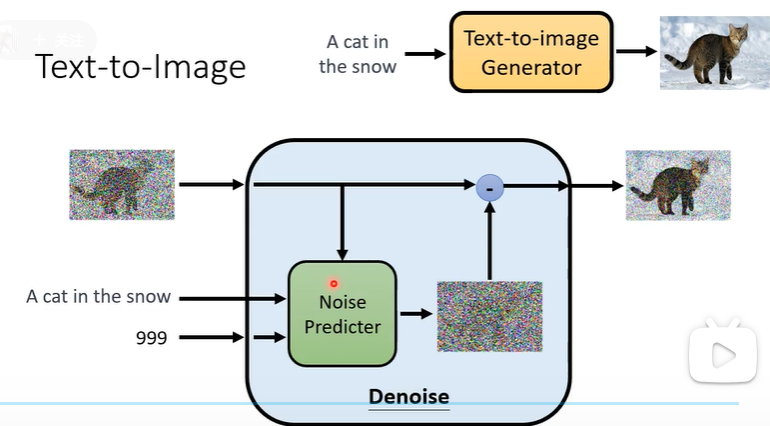 + 关注
Text-to-Image
A cat in
the snow
Text-to-image
Generator
-
A cat in the snow
999
Noise
Predicter
Denoise